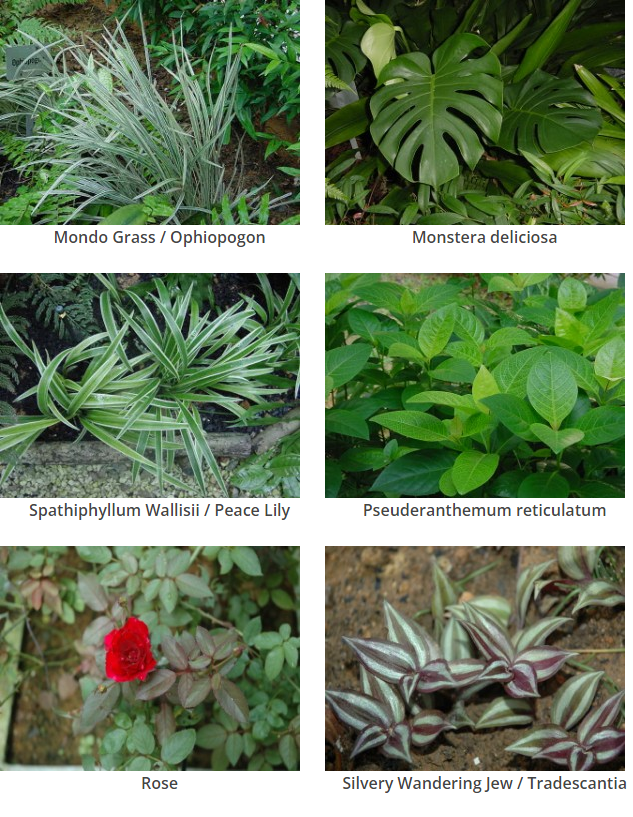 Mondo Grass / Ophiopogon
Monstera deliciosa
Spathiphyllum Wallisii / Peace Lily
Pseuderanthemum reticulatum
Rose
Silvery Wandering Jew / Tradescantia